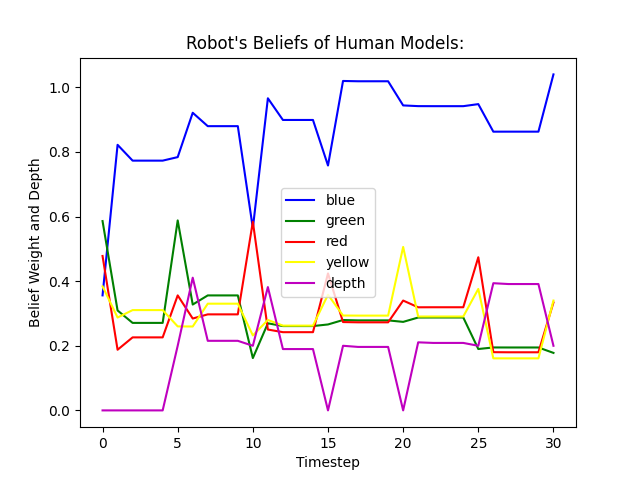 Robot's Beliefs of Human Models:
Belief Weight and Depth
1.0
0.8
0.6
0.4
0.2
0.0
blue
green
red
yellow
depth
0 5 10 15 20 25 30
Timestep